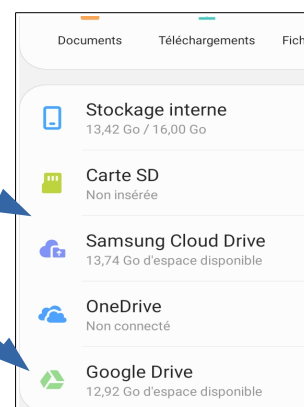 Documents Téléchargements Fich
Stockage interne
13,42 Go / 16,00 Go
Carte SD
Non insérée
Samsung Cloud Drive
13,74 Go d'espace disponible
OneDrive
Non connecté
Google Drive
12,92 Go d'espace disponible